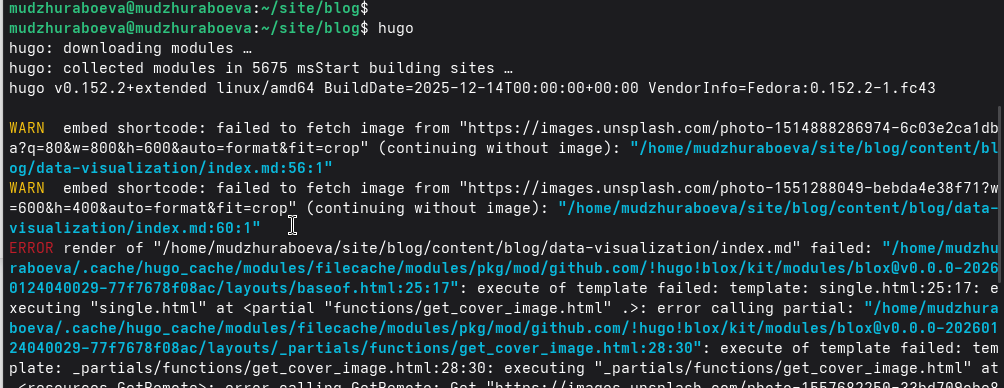 mudzhuraboeva@mudzhuraboeva:~/site/blog$
mudzhuraboeva@mudzhuraboeva:~/site/blog$ hugo
hugo: downloading modules …
hugo: collected modules in 5675 msStart building sites …
hugo v0.152.2+extended linux/amd64 BuildDate=2025-12-14T00:00:00+00:00 VendorInfo=Fedora:0.152.2-1.fc43
WARN  embed shortcode: failed to fetch image from "https://images.unsplash.com/photo-1514888286974-6c03e2ca1db
a?q=80&w=800&h=600&auto=format&fit=crop" (continuing without image): "/home/mudzhuraboeva/site/blog/content/bl
og/data-visualization/index.md:56:1"
WARN  embed shortcode: failed to fetch image from "https://images.unsplash.com/photo-1551288049-bebda4e38f71?w
=600&h=400&auto=format&fit=crop" (continuing without image): "/home/mudzhuraboeva/site/blog/content/blog/data-
visualization/index.md:60:1"
ERROR render of "/home/mudzhuraboeva/site/blog/content/blog/data-visualization/index.md" failed: "/home/mudzhu
raboeva/.cache/hugo_cache/modules/filecache/modules/pkg/mod/github.com/!hugo!blox/kit/modules/blox@v0.0.0-2026
0124040029-77f7678f08ac/layouts/baseof.html:25:17": execute of template failed: template: single.html:25:17: e
xecuting "single.html" at <partial "functions/get_cover_image.html" .>: error calling partial: "/home/mudzhura
boeva/.cache/hugo_cache/modules/filecache/modules/pkg/mod/github.com/!hugo!blox/kit/modules/blox@v0.0.0-202601
24040029-77f7678f08ac/layouts/_partials/functions/get_cover_image.html:28:30": execute of template failed: tem
plate: _partials/functions/get_cover_image.html:28:30: executing "_partials/functions/get_cover_image.html" at
<resources.GetRemote>: error calling GetRemote: Get